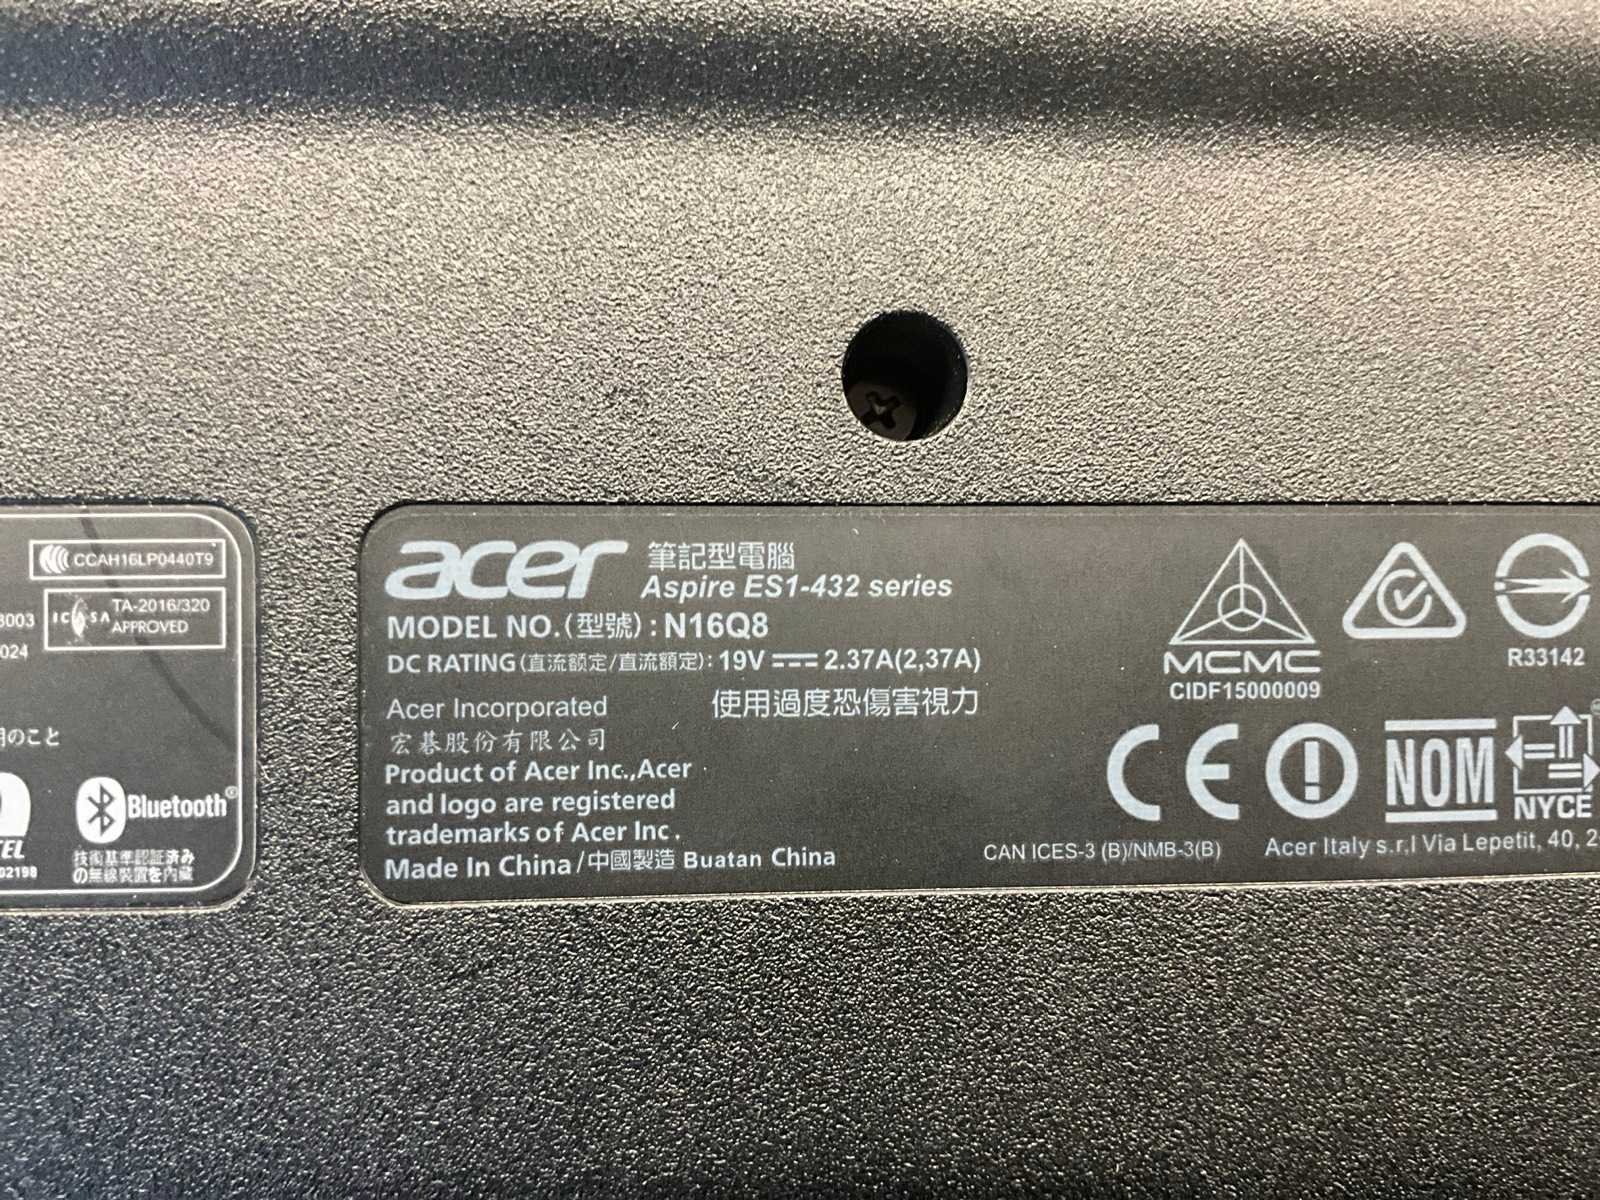 CCAH16LP0440T9
ICASA TA-2016/320
APPROVED
3003
024
用のこと
Bluetooth®
技術基準認証済み
の無線装置を内蔵
02198
acer 筆記型電腦
Aspire ES1-432 series
MODEL NO.(型號) : N16Q8
DC RATING(直流额定/直流額定): 19V ⎓ 2.37A(2,37A)
Acer Incorporated 使用過度恐傷害視力
宏碁股份有限公司
Product of Acer Inc.,Acer
and logo are registered
trademarks of Acer Inc .
Made In China/中國製造 Buatan China
MCMC
CIDF15000009
R33142
CE
NOM
NYCE
CAN ICES-3 (B)/NMB-3(B)
Acer Italy s.r.l Via Lepetit, 40, 2